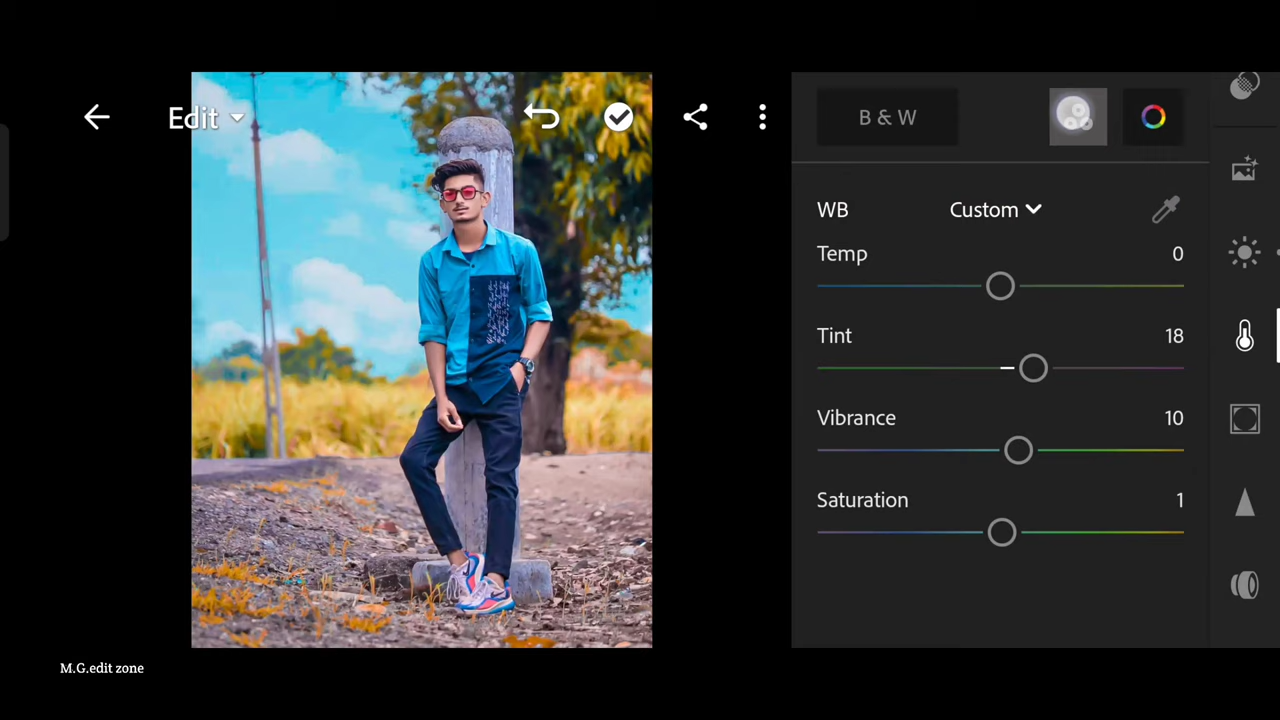 Edit
B & W
WB Custom
Temp 0
Tint 18
Vibrance 10
Saturation 1
M.G.edit zone